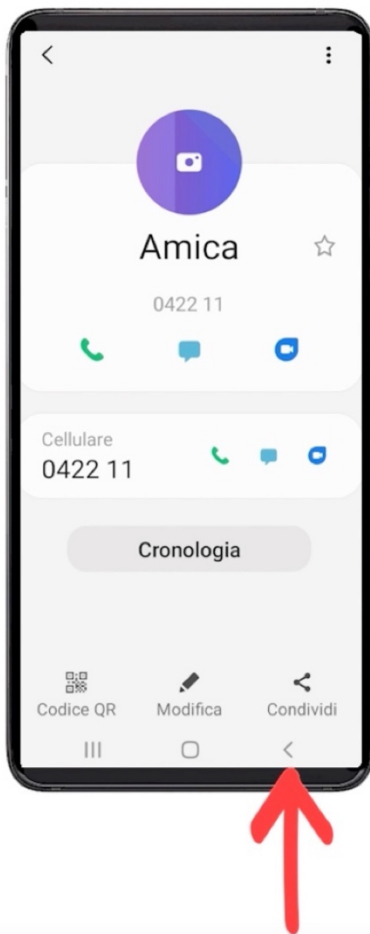 Amica
0422 11
Cellulare
0422 11
Cronologia
Codice QR
Modifica
Condividi